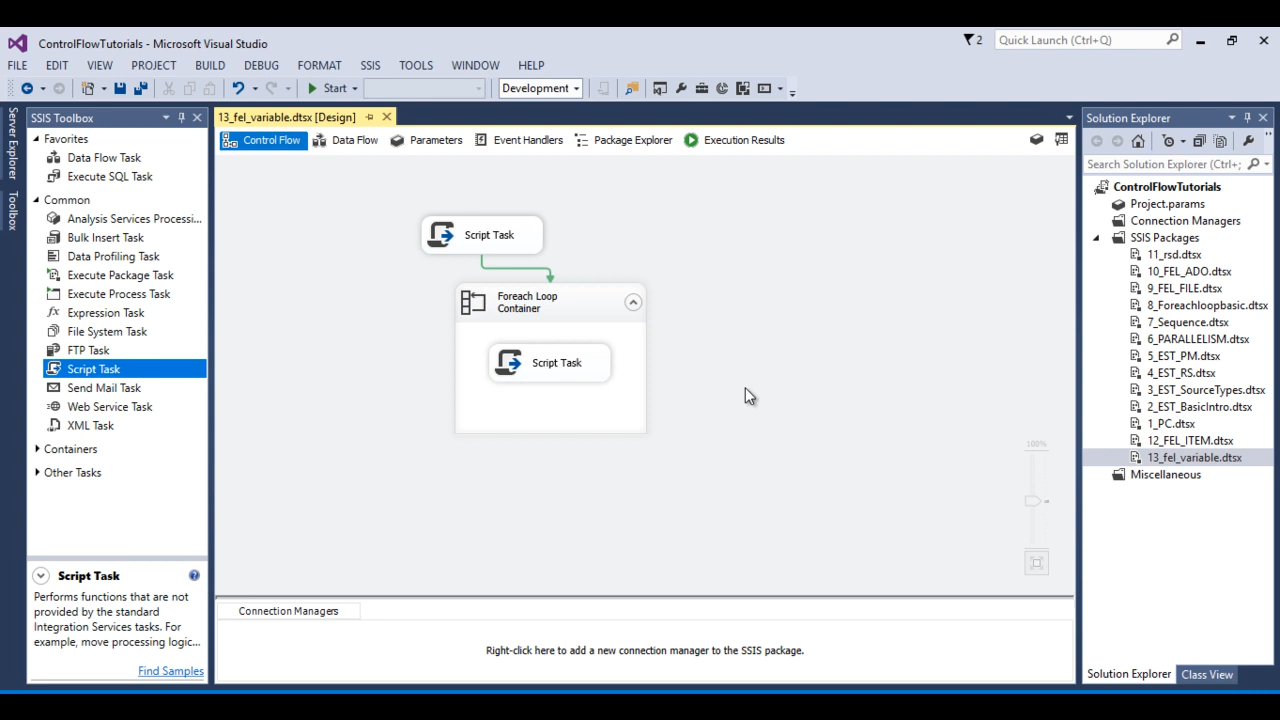 ControlFlowTutorials - Microsoft Visual Studio
2
Quick Launch (Ctrl+Q)
FILE EDIT VIEW PROJECT BUILD DEBUG FORMAT SSIS TOOLS WINDOW HELP
Start
Development
Server Explorer
Toolbox
SSIS Toolbox
Favorites
Data Flow Task
Execute SQL Task
Common
Analysis Services Processi...
Bulk Insert Task
Data Profiling Task
Execute Package Task
Execute Process Task
Expression Task
File System Task
FTP Task
Script Task
Send Mail Task
Web Service Task
XML Task
Containers
Other Tasks
Script Task
Performs functions that are not
provided by the standard
Integration Services tasks. For
example, move processing logic...
Find Samples
13_fel_variable.dtsx [Design]
Control Flow Data Flow Parameters Event Handlers Package Explorer Execution Results
Script Task
Foreach Loop
Container
Script Task
100%
Connection Managers
Right-click here to add a new connection manager to the SSIS package.
Solution Explorer
Search Solution Explorer (Ctrl+;
ControlFlowTutorials
Project.params
Connection Managers
SSIS Packages
11_rsd.dtsx
10_FEL_ADO.dtsx
9_FEL_FILE.dtsx
8_Foreachloopbasic.dtsx
7_Sequence.dtsx
6_PARALLELISM.dtsx
5_EST_PM.dtsx
4_EST_RS.dtsx
3_EST_SourceTypes.dtsx
2_EST_BasicIntro.dtsx
1_PC.dtsx
12_FEL_ITEM.dtsx
13_fel_variable.dtsx
Miscellaneous
Solution Explorer Class View